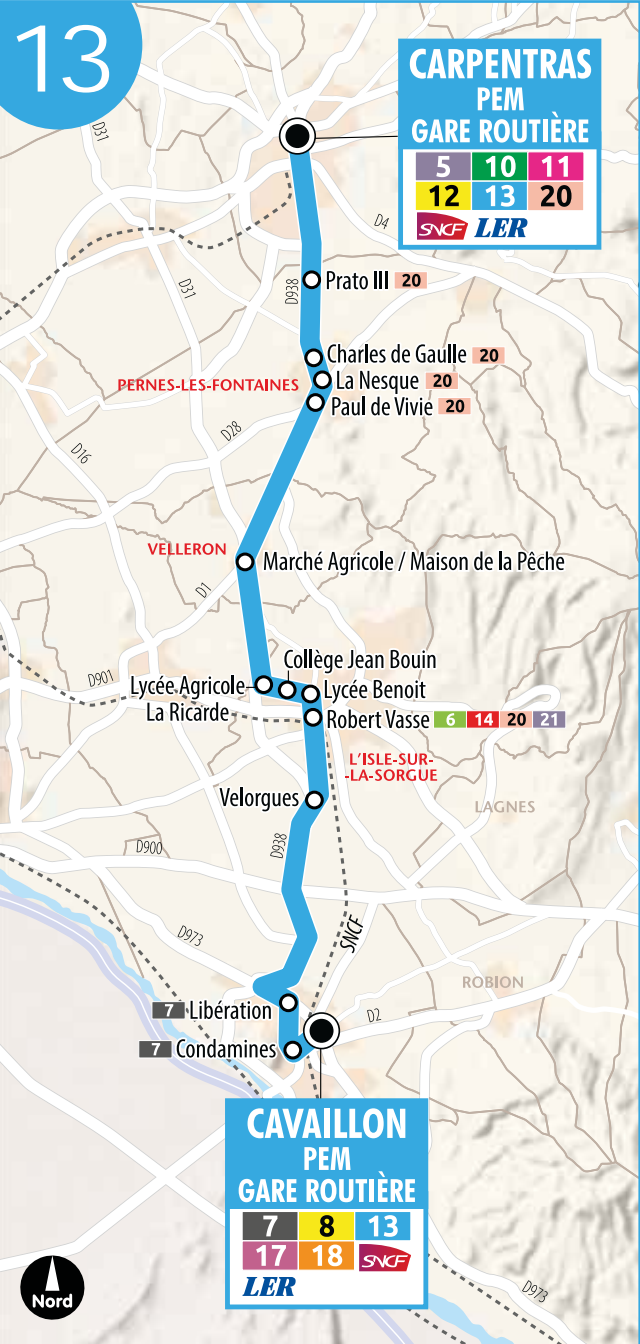 13
CARPENTRAS
PEM
GARE ROUTIÈRE
5 10 11
12 13 20
SNCF LER
D31
D4
Prato III 20
D938
D31
Charles de Gaulle 20
PERNES-LES-FONTAINES
La Nesque 20
Paul de Vivie 20
D28
D16
VELLERON
Marché Agricole / Maison de la Pêche
D1
Collège Jean Bouin
D901
Lycée Agricole
La Ricarde
Lycée Benoit
Robert Vasse 6 14 20 21
L'ISLE-SUR-
-LA-SORGUE
Velorgues
LAGNES
D938
D900
D973
SNCF
ROBION
7 Libération
D2
7 Condamines
CAVAILLON
PEM
GARE ROUTIÈRE
7 8 13
17 18 SNCF
LER
Nord
D973